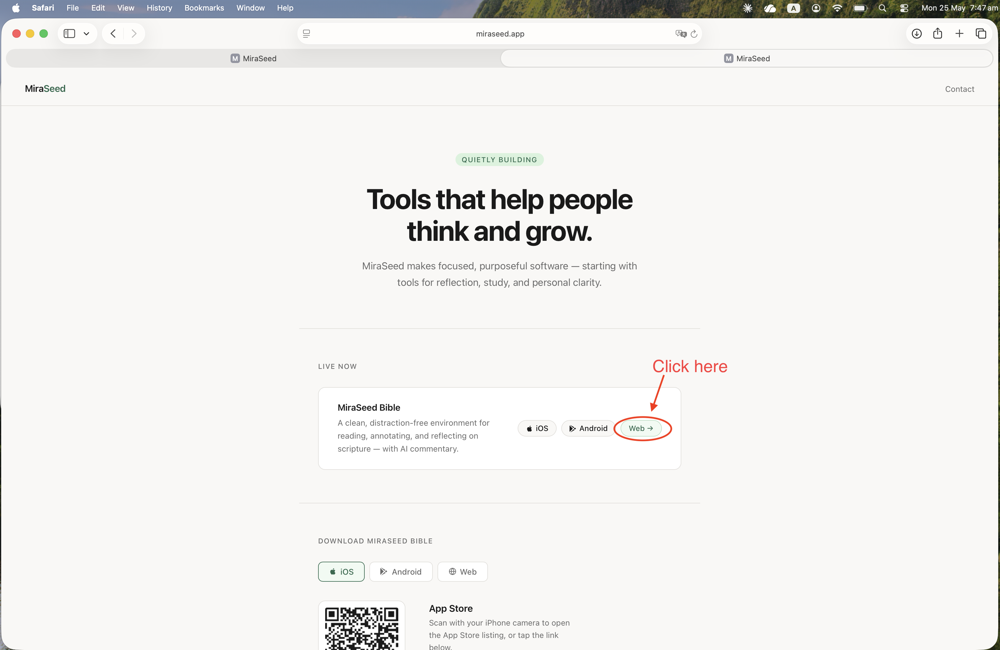 Safari File Edit View History Bookmarks Window Help
A
Mon 25 May 7:47 am
miraseed.app
M MiraSeed
M MiraSeed
MiraSeed
Contact
QUIETLY BUILDING
Tools that help people
think and grow.
MiraSeed makes focused, purposeful software — starting with
tools for reflection, study, and personal clarity.
LIVE NOW
Click here
MiraSeed Bible
A clean, distraction-free environment for
reading, annotating, and reflecting on
scripture — with AI commentary.
iOS
Android
Web →
DOWNLOAD MIRASEED BIBLE
iOS
Android
Web
App Store
Scan with your iPhone camera to open
the App Store listing, or tap the link
below.